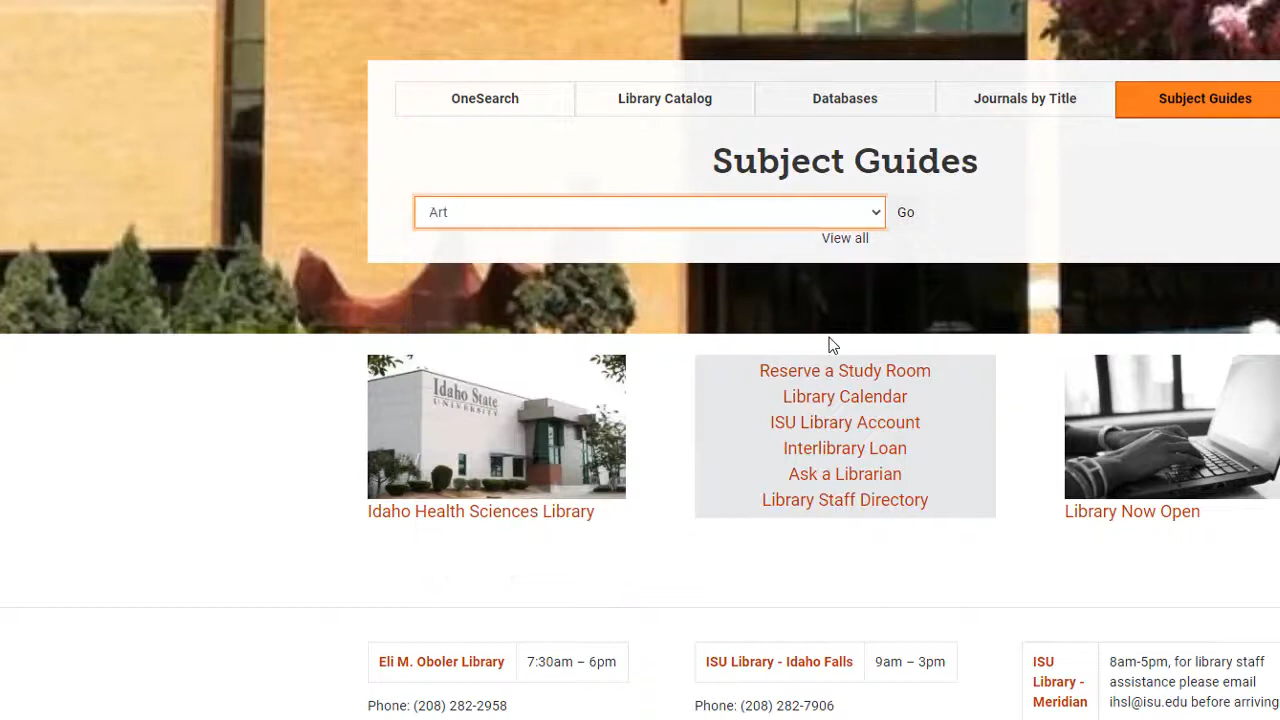 OneSearch
Library Catalog
Databases
Journals by Title
Subject Guides
Subject Guides
Art
Go
View all
Idaho State
UNIVERSITY
Reserve a Study Room
Library Calendar
ISU Library Account
Interlibrary Loan
Ask a Librarian
Library Staff Directory
Idaho Health Sciences Library
Library Now Open
Eli M. Oboler Library
7:30am – 6pm
Phone: (208) 282-2958
ISU Library - Idaho Falls
9am – 3pm
Phone: (208) 282-7906
ISU
Library -
Meridian
8am-5pm, for library staff
assistance please email
ihsl@isu.edu before arriving